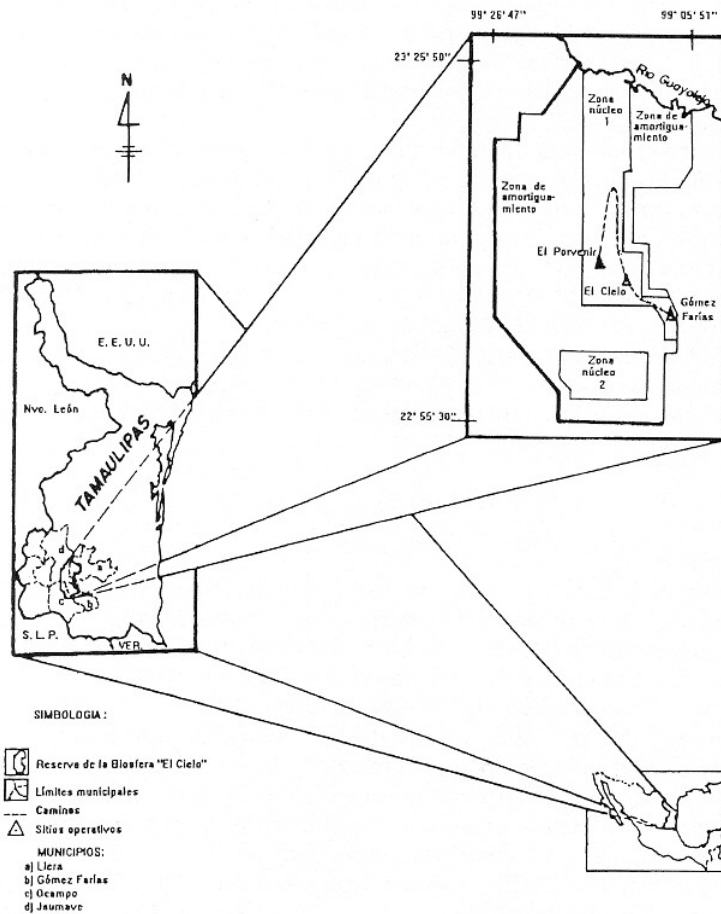 99° 26' 47"
99° 05' 51"
23° 25' 50"
N
Río Guayalejo
Zona
núcleo
1
Zona de
amortigua-
miento
Zona de
amortigua-
miento
El Porvenir
El Cielo
Gómez
Farías
Zona
núcleo
2
22° 55' 30"
E. E. U. U.
Nvo. León
TAMAULIPAS
d
a
c
b
S. L. P.
VER.
SIMBOLOGIA :
Reserva de la Biosfera "El Cielo"
Límites municipales
Caminos
Sitios operativos
MUNICIPIOS:
a) Llera
b) Gómez Farías
c) Ocampo
d) Jaumave